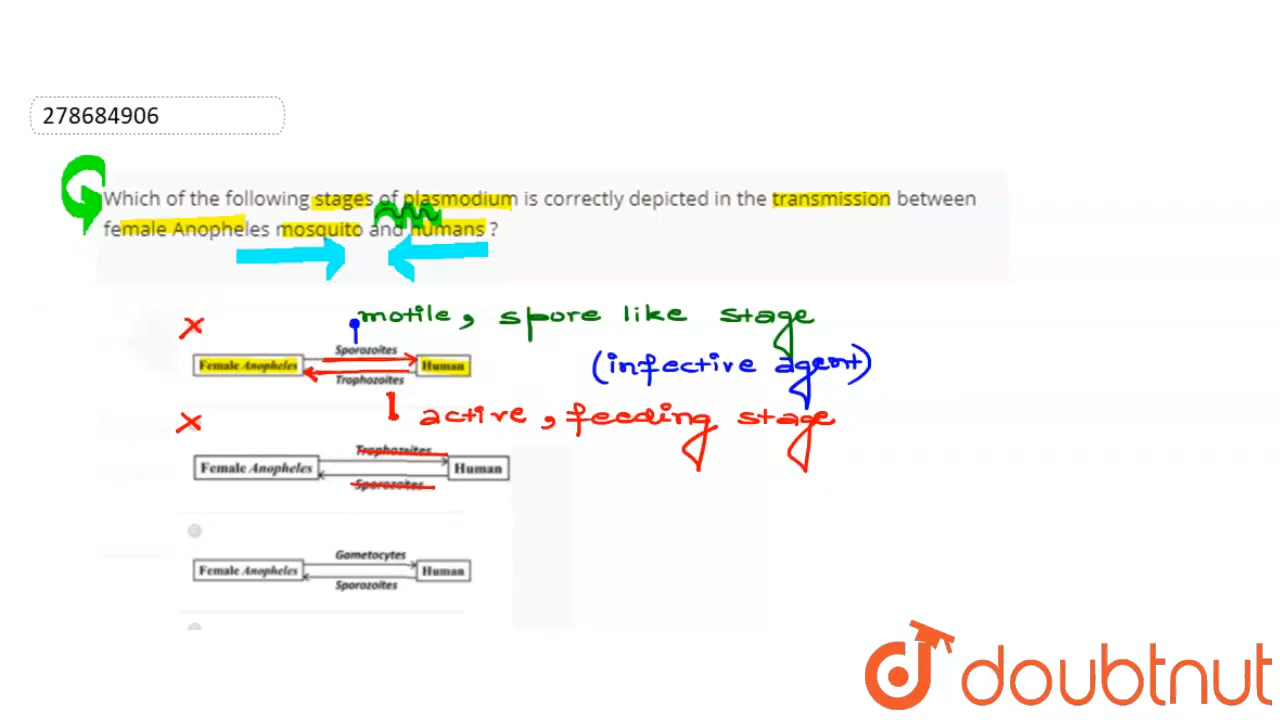 278684906
Which of the following stages of plasmodium is correctly depicted in the transmission between
female Anopheles mosquito and humans ?
motile, spore like stage
Sporozoites
Female Anopheles Human
(infective agent)
Trophozoites
active, feeding stage
Trophozoites
Female Anopheles Human
Sporozoites
Gametocytes
Female Anopheles Human
Sporozoites
doubtnut